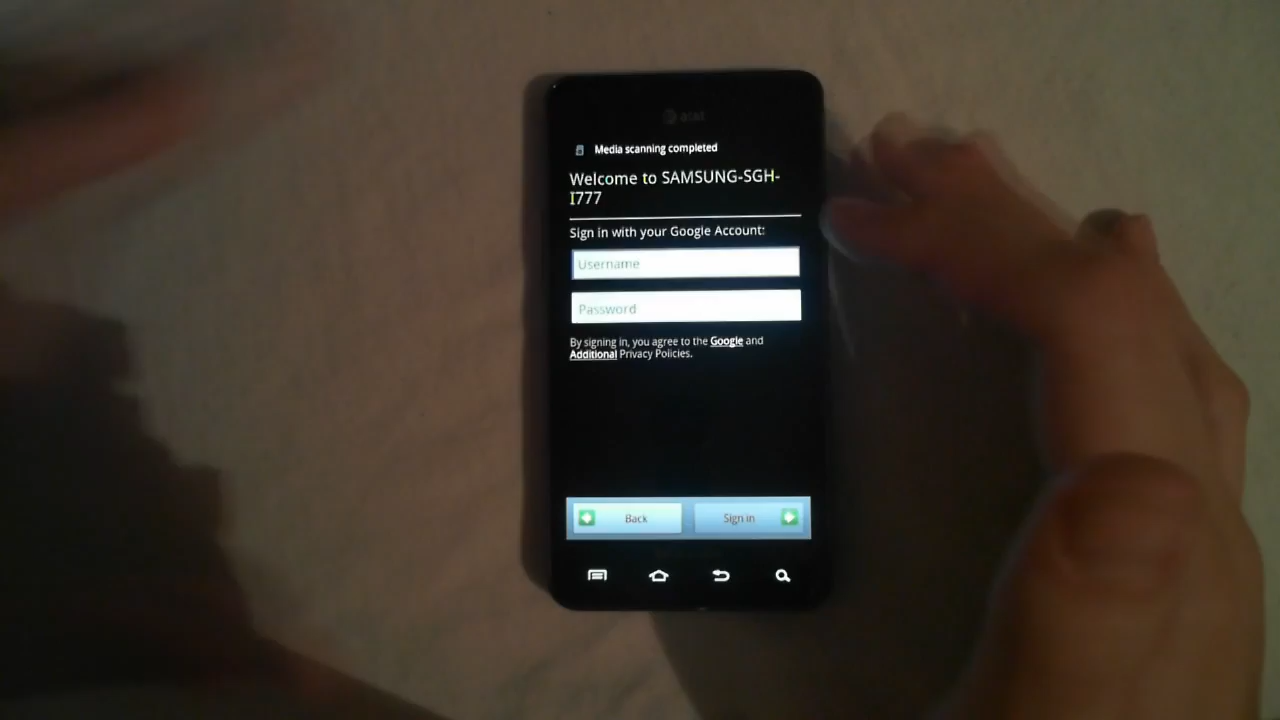 at&t
Media scanning completed
Welcome to SAMSUNG-SGH-
I777
Sign in with your Google Account:
Username
Password
By signing in, you agree to the Google and
Additional Privacy Policies.
Back
Sign in